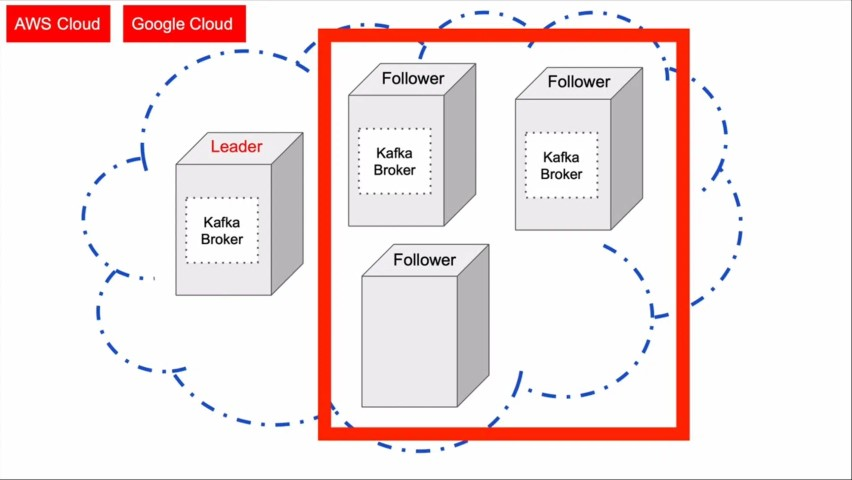 AWS Cloud
Google Cloud
Follower
Follower
Kafka
Broker
Kafka
Broker
Leader
Kafka
Broker
Follower